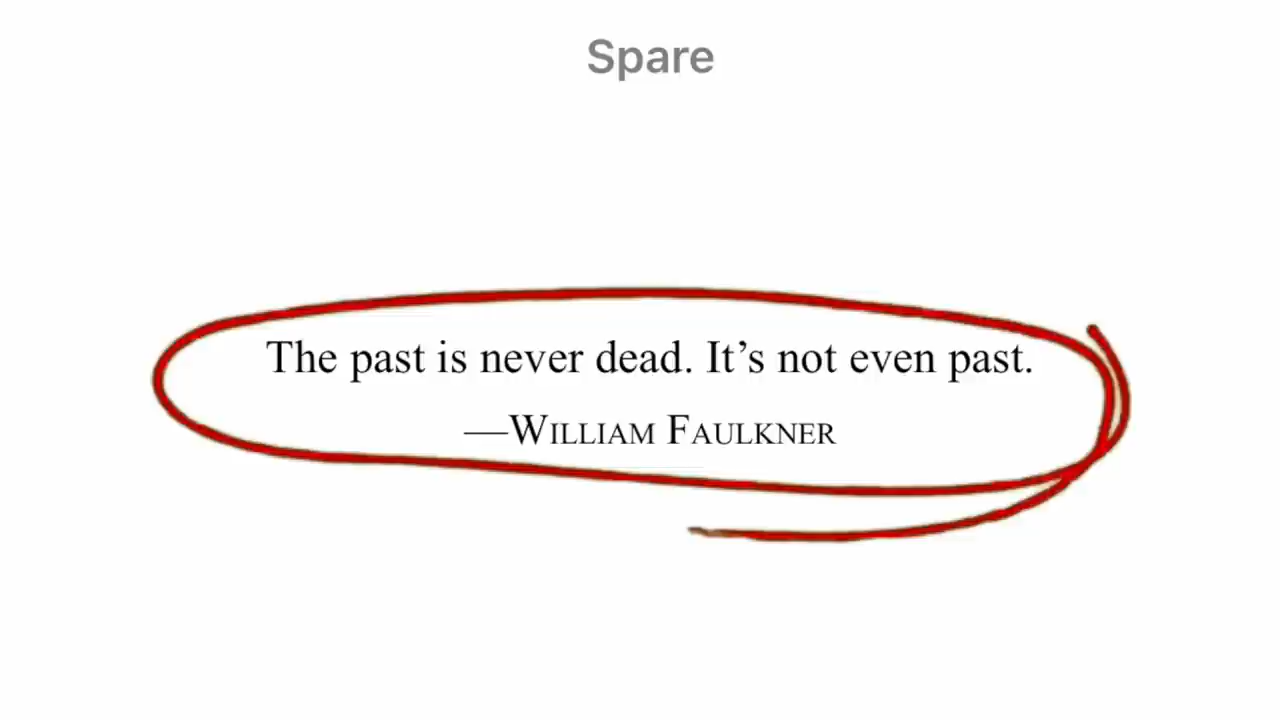 Spare
The past is never dead. It’s not even past.
—WILLIAM FAULKNER